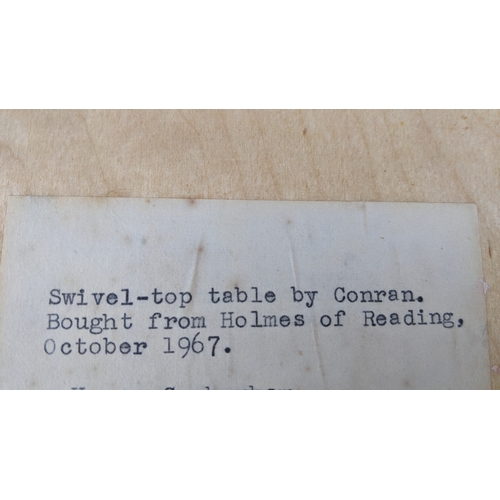 Swivel-top table by Conran.
Bought from Holmes of Reading,
October 1967.